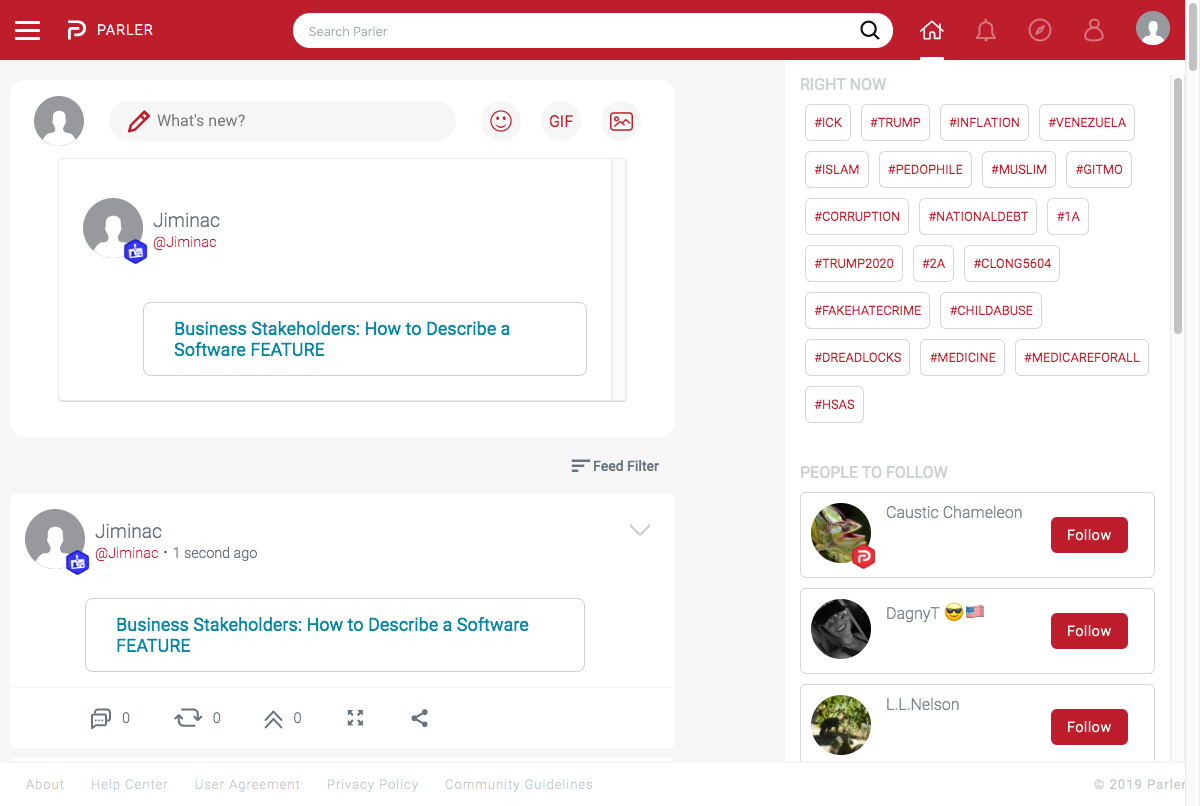 PARLER
Search Parler
What's new?
GIF
Jiminac
@Jiminac
Business Stakeholders: How to Describe a
Software FEATURE
Feed Filter
Jiminac
@Jiminac · 1 second ago
Business Stakeholders: How to Describe a Software
FEATURE
0 0 0
RIGHT NOW
#ICK #TRUMP #INFLATION #VENEZUELA
#ISLAM #PEDOPHILE #MUSLIM #GITMO
#CORRUPTION #NATIONALDEBT #1A
#TRUMP2020 #2A #CLONG5604
#FAKEHATECRIME #CHILDABUSE
#DREADLOCKS #MEDICINE #MEDICAREFORALL
#HSAS
PEOPLE TO FOLLOW
Caustic Chameleon
Follow
DagnyT 😎🇺🇸
Follow
L.L.Nelson
Follow
About Help Center User Agreement Privacy Policy Community Guidelines © 2019 Parler